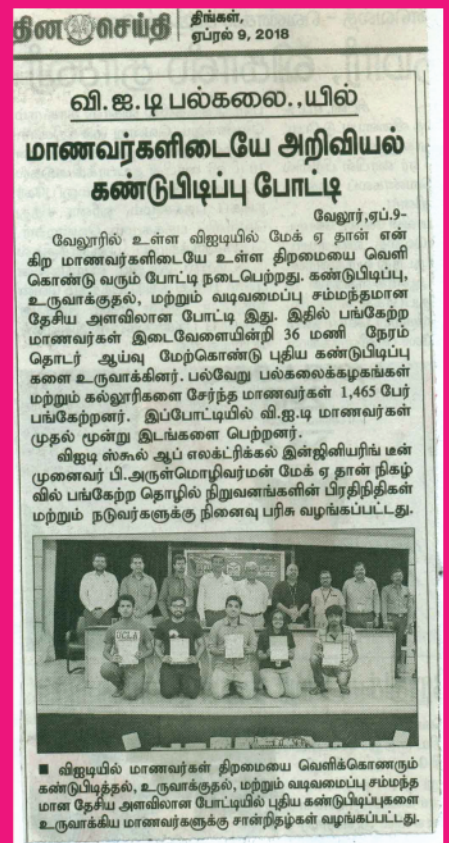 தின செய்தி
திங்கள்,
ஏப்ரல் 9, 2018
வி.ஐ.டி பல்கலை.,யில்
மாணவர்களிடையே அறிவியல்
கண்டுபிடிப்பு போட்டி
வேலூர்,ஏப்.9-
வேலூரில் உள்ள விஐடியில் மேக் ஏ தான் என்
கிற மாணவர்களிடையே உள்ள திறமையை வெளி
கொண்டு வரும் போட்டி நடைபெற்றது. கண்டுபிடிப்பு,
உருவாக்குதல், மற்றும் வடிவமைப்பு சம்மந்தமான
தேசிய அளவிலான போட்டி இது. இதில் பங்கேற்ற
மாணவர்கள் இடைவேளையின்றி 36 மணி நேரம்
தொடர் ஆய்வு மேற்கொண்டு புதிய கண்டுபிடிப்பு
களை உருவாக்கினர். பல்வேறு பல்கலைக்கழகங்கள்
மற்றும் கல்லூரிகளை சேர்ந்த மாணவர்கள் 1,465 பேர்
பங்கேற்றனர். இப்போட்டியில் வி.ஐ.டி மாணவர்கள்
முதல் மூன்று இடங்களை பெற்றனர்.
விஐடி ஸ்கூல் ஆப் எலக்ட்ரிக்கல் இன்ஜினியரிங் டீன்
முனைவர் பி.அருள்மொழிவர்மன் மேக் ஏ தான் நிகழ்
வில் பங்கேற்ற தொழில் நிறுவனங்களின் பிரதிநிதிகள்
மற்றும் நடுவர்களுக்கு நினைவு பரிசு வழங்கப்பட்டது.
UCLA
■ விஐடியில் மாணவர்கள் திறமையை வெளிக்கொணரும்
கண்டுபிடித்தல், உருவாக்குதல், மற்றும் வடிவமைப்பு சம்மந்த
மான தேசிய அளவிலான போட்டியில் புதிய கண்டுபிடிப்புகளை
உருவாக்கிய மாணவர்களுக்கு சான்றிதழ்கள் வழங்கப்பட்டது.